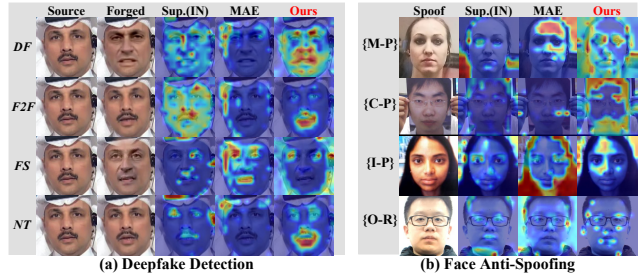 Source Forged Sup.(IN) MAE Ours
DF
F2F
FS
NT
(a) Deepfake Detection
Spoof Sup.(IN) MAE Ours
{M-P}
{C-P}
{I-P}
{O-R}
(b) Face Anti-Spoofing